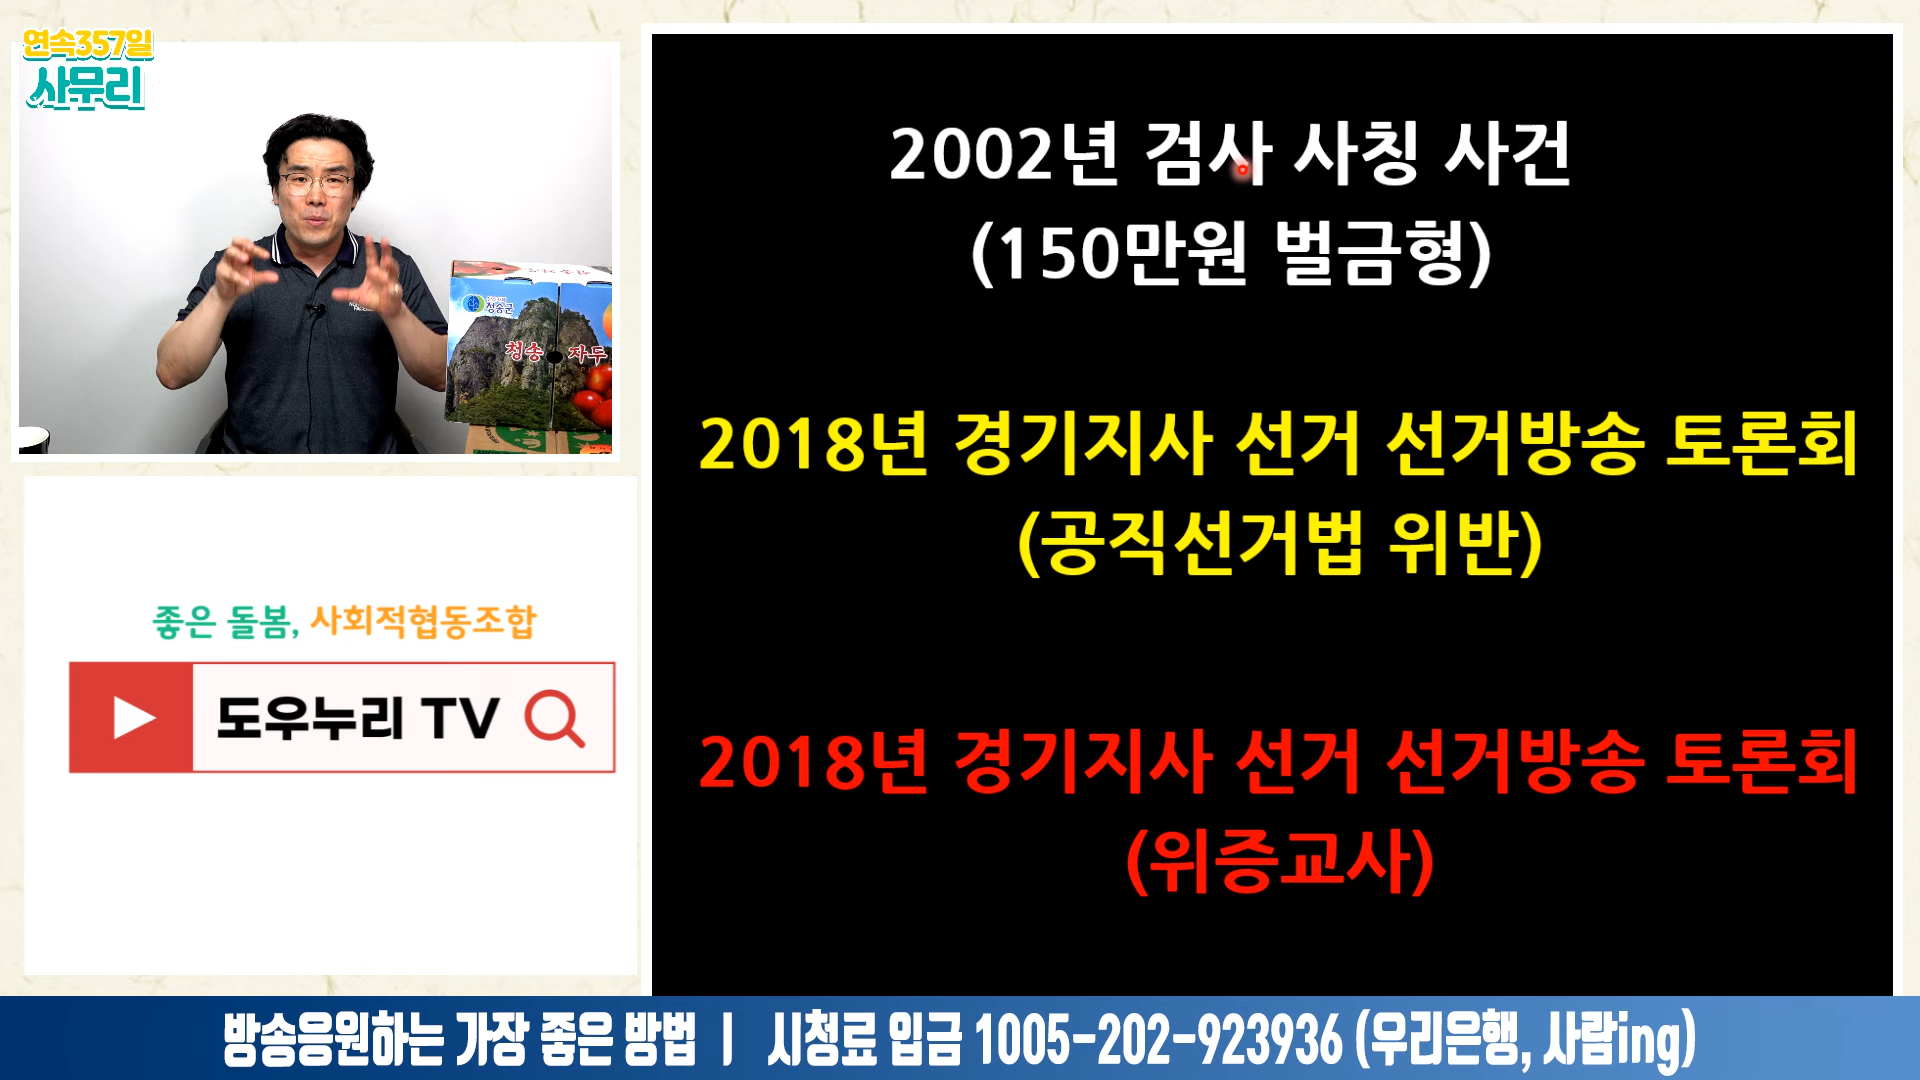 연속357일
사무리
청송군
청송 자두
2002년 검사 사칭 사건
(150만원 벌금형)
2018년 경기지사 선거 선거방송 토론회
(공직선거법 위반)
2018년 경기지사 선거 선거방송 토론회
(위증교사)
좋은 돌봄, 사회적협동조합
도우누리 TV
방송응원하는 가장 좋은 방법 | 시청료 입금 1005-202-923936 (우리은행, 사람ing)